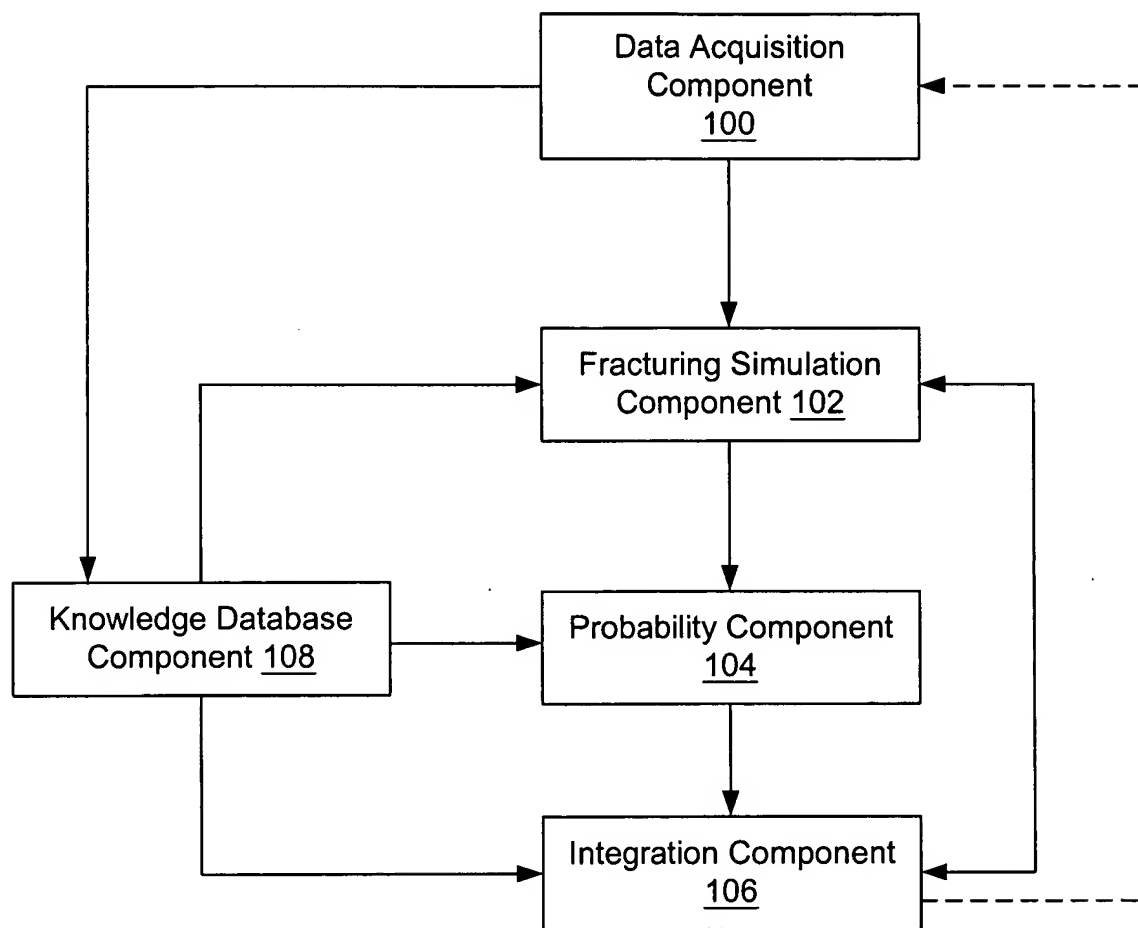 Data Acquisition
Component
100
Fracturing Simulation
Component 102
Knowledge Database
Component 108
Probability Component
104
Integration Component
106